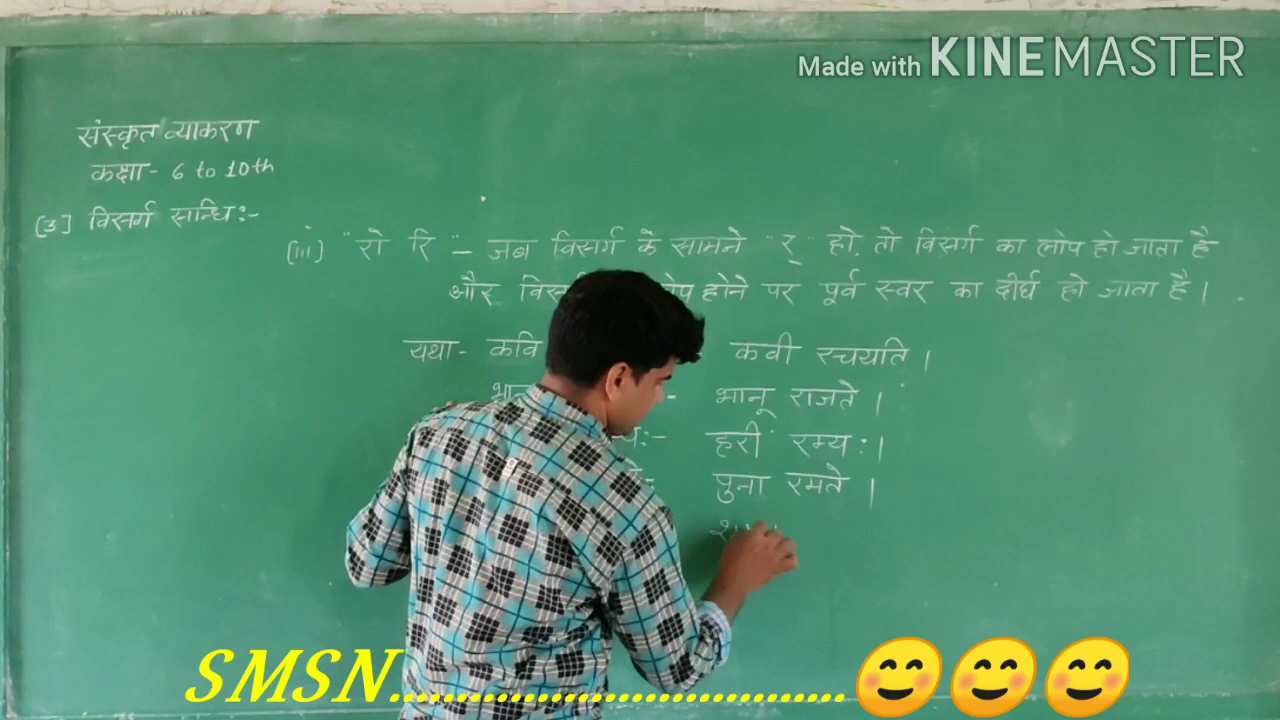 Made with KINEMASTER
संस्कृत व्याकरण
कक्षा - 6 to 10th
[3] विसर्ग सन्धि :-
(iii) "रो रि" - जब विसर्ग के सामने "र्" हो, तो विसर्ग का लोप हो जाता है
और होने पर पूर्व स्वर का दीर्घ हो जाता है।
यथा - कवि - कवी रचयति।
- भानू राजते।
:- हरी रम्यः।
- पुना रमते।
SMSN................................😊😊😊